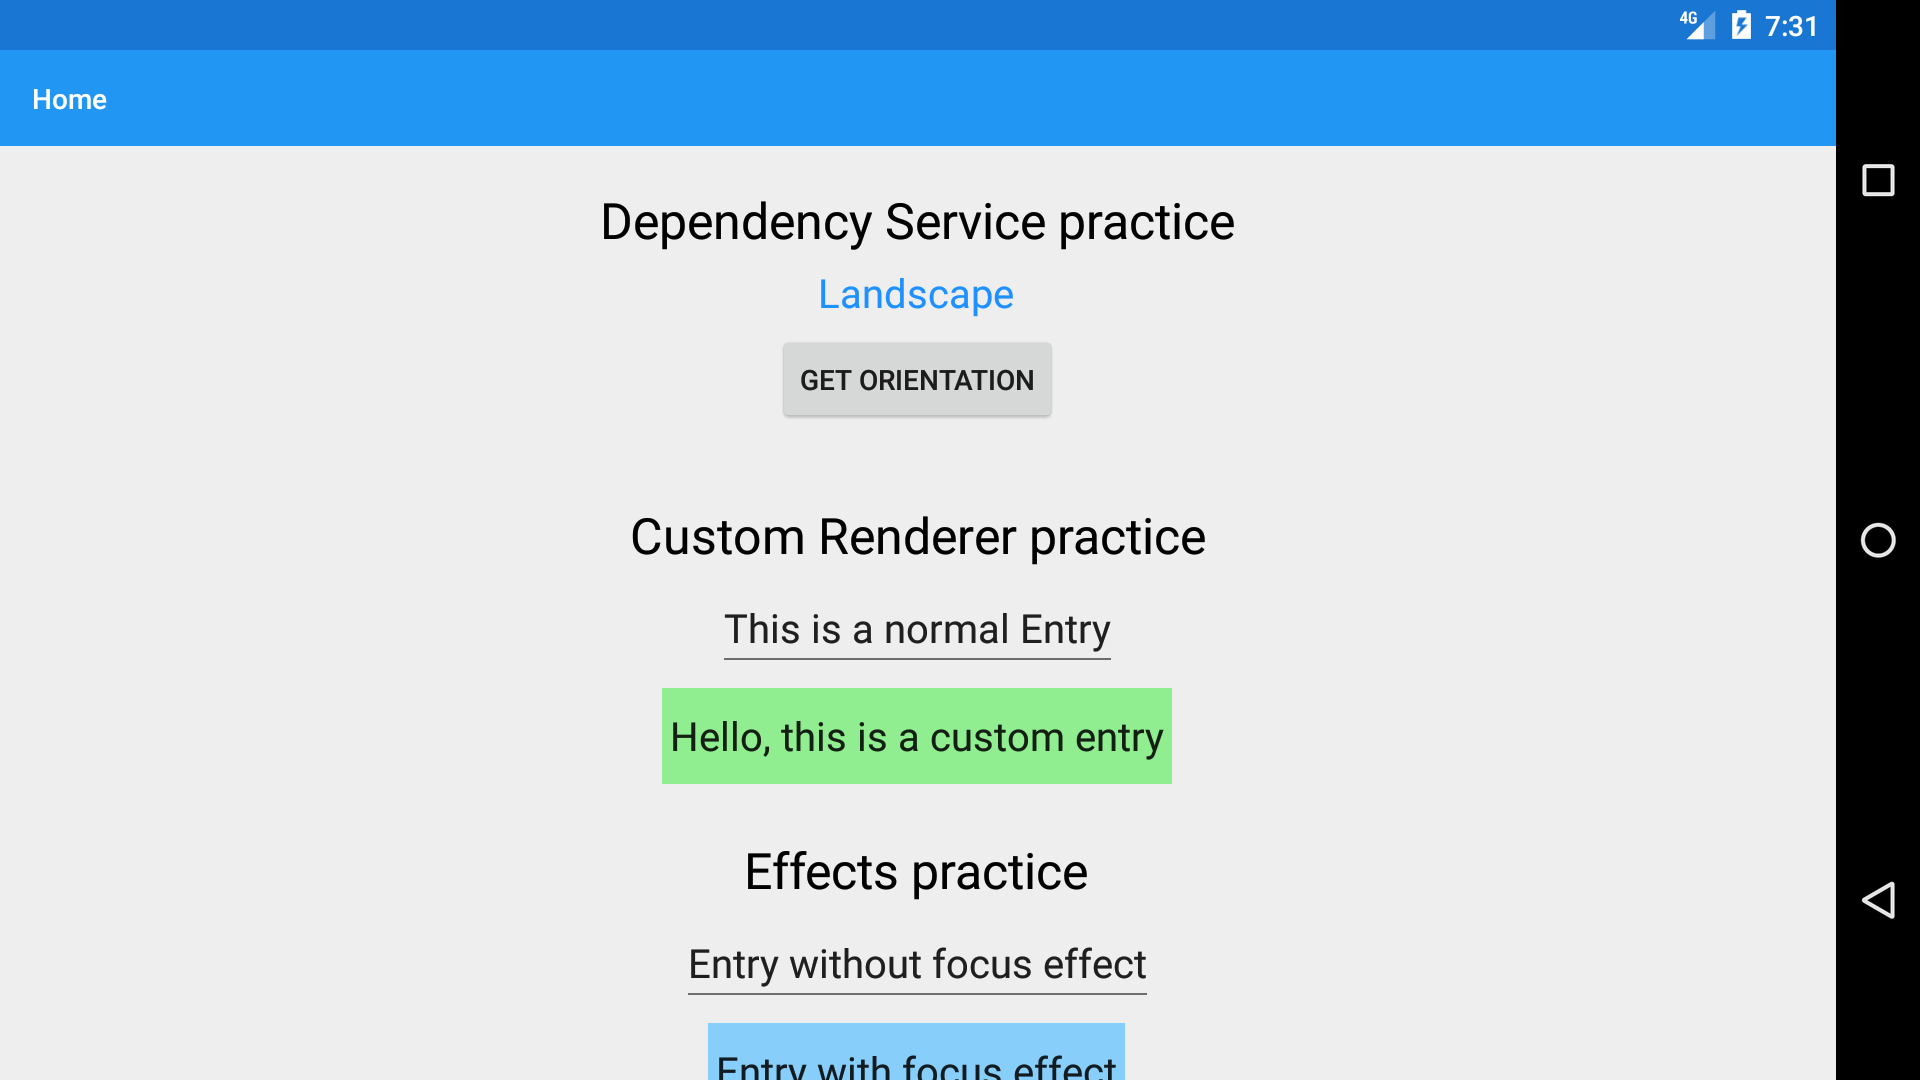 4G 7:31
Home
Dependency Service practice
Landscape
GET ORIENTATION
Custom Renderer practice
This is a normal Entry
Hello, this is a custom entry
Effects practice
Entry without focus effect
Entry with focus effect